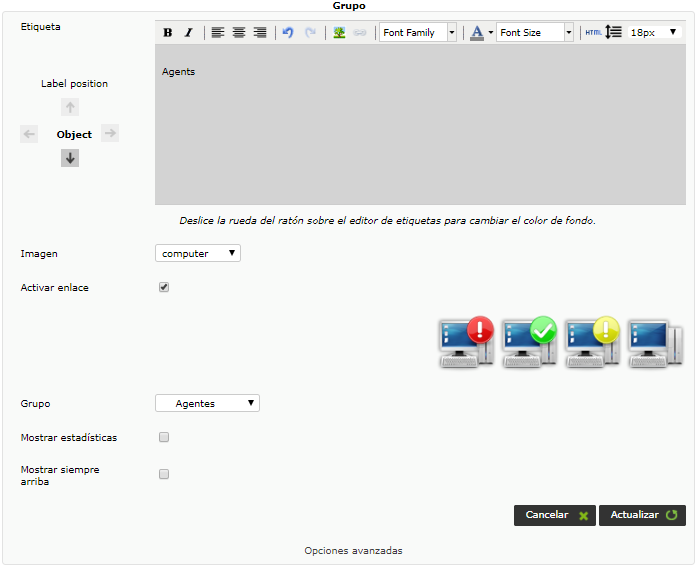 Grupo
Etiqueta
B I Font Family A Font Size HTML 18px
Agents
Label position
Object
Deslice la rueda del ratón sobre el editor de etiquetas para cambiar el color de fondo.
Imagen computer
Activar enlace
Grupo Agentes
Mostrar estadísticas
Mostrar siempre
arriba
Cancelar Actualizar
Opciones avanzadas